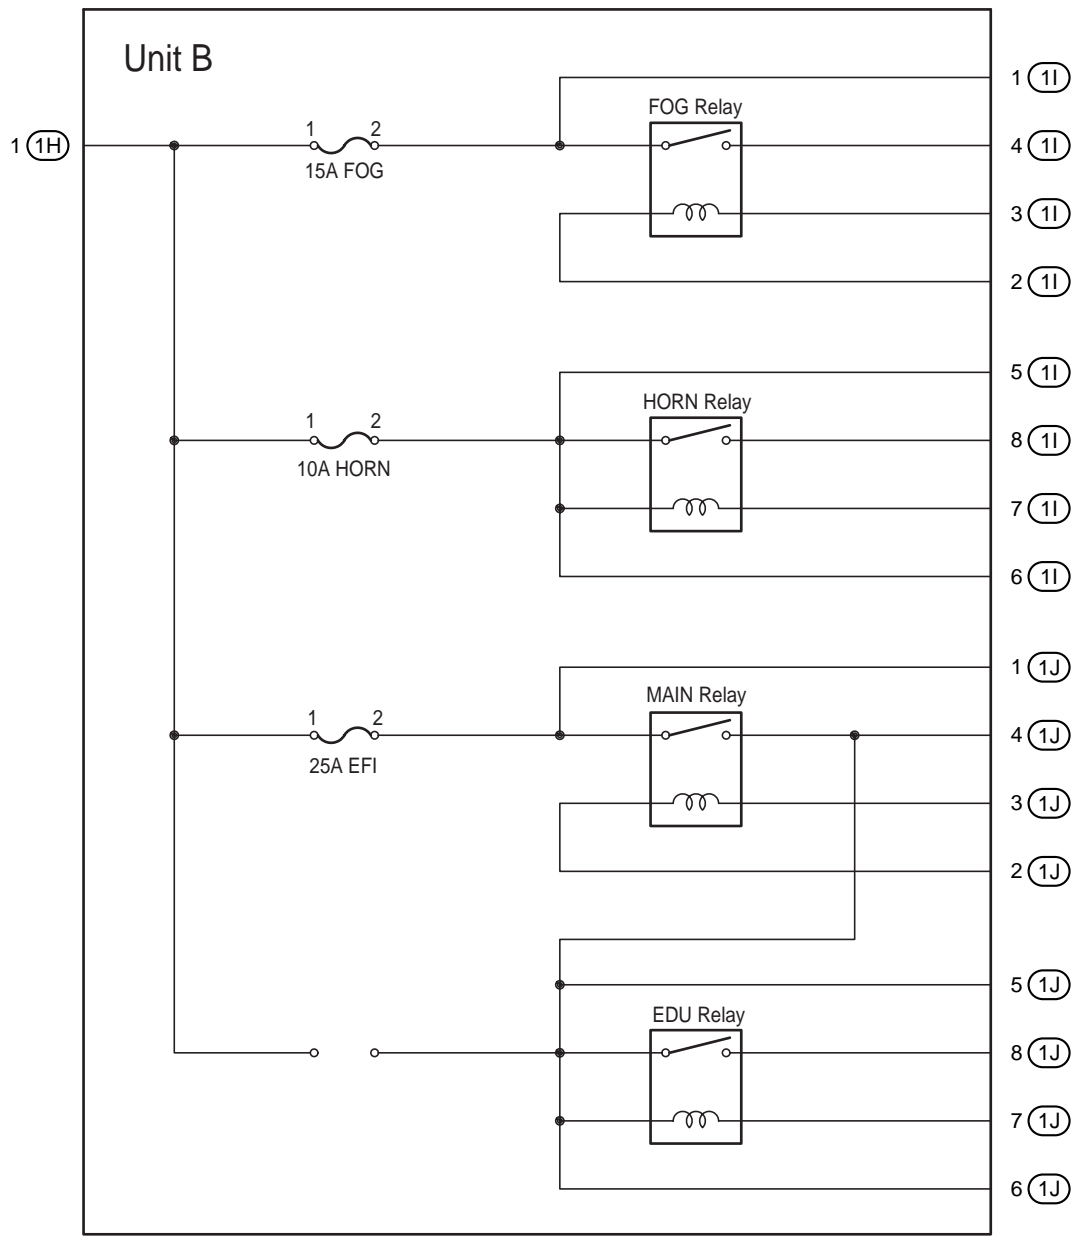 Unit B
1 1I
FOG Relay
1 1H
1 2
4 1I
15A FOG
3 1I
2 1I
5 1I
HORN Relay
1 2
8 1I
10A HORN
7 1I
6 1I
1 1J
MAIN Relay
1 2
4 1J
25A EFI
3 1J
2 1J
5 1J
EDU Relay
8 1J
7 1J
6 1J